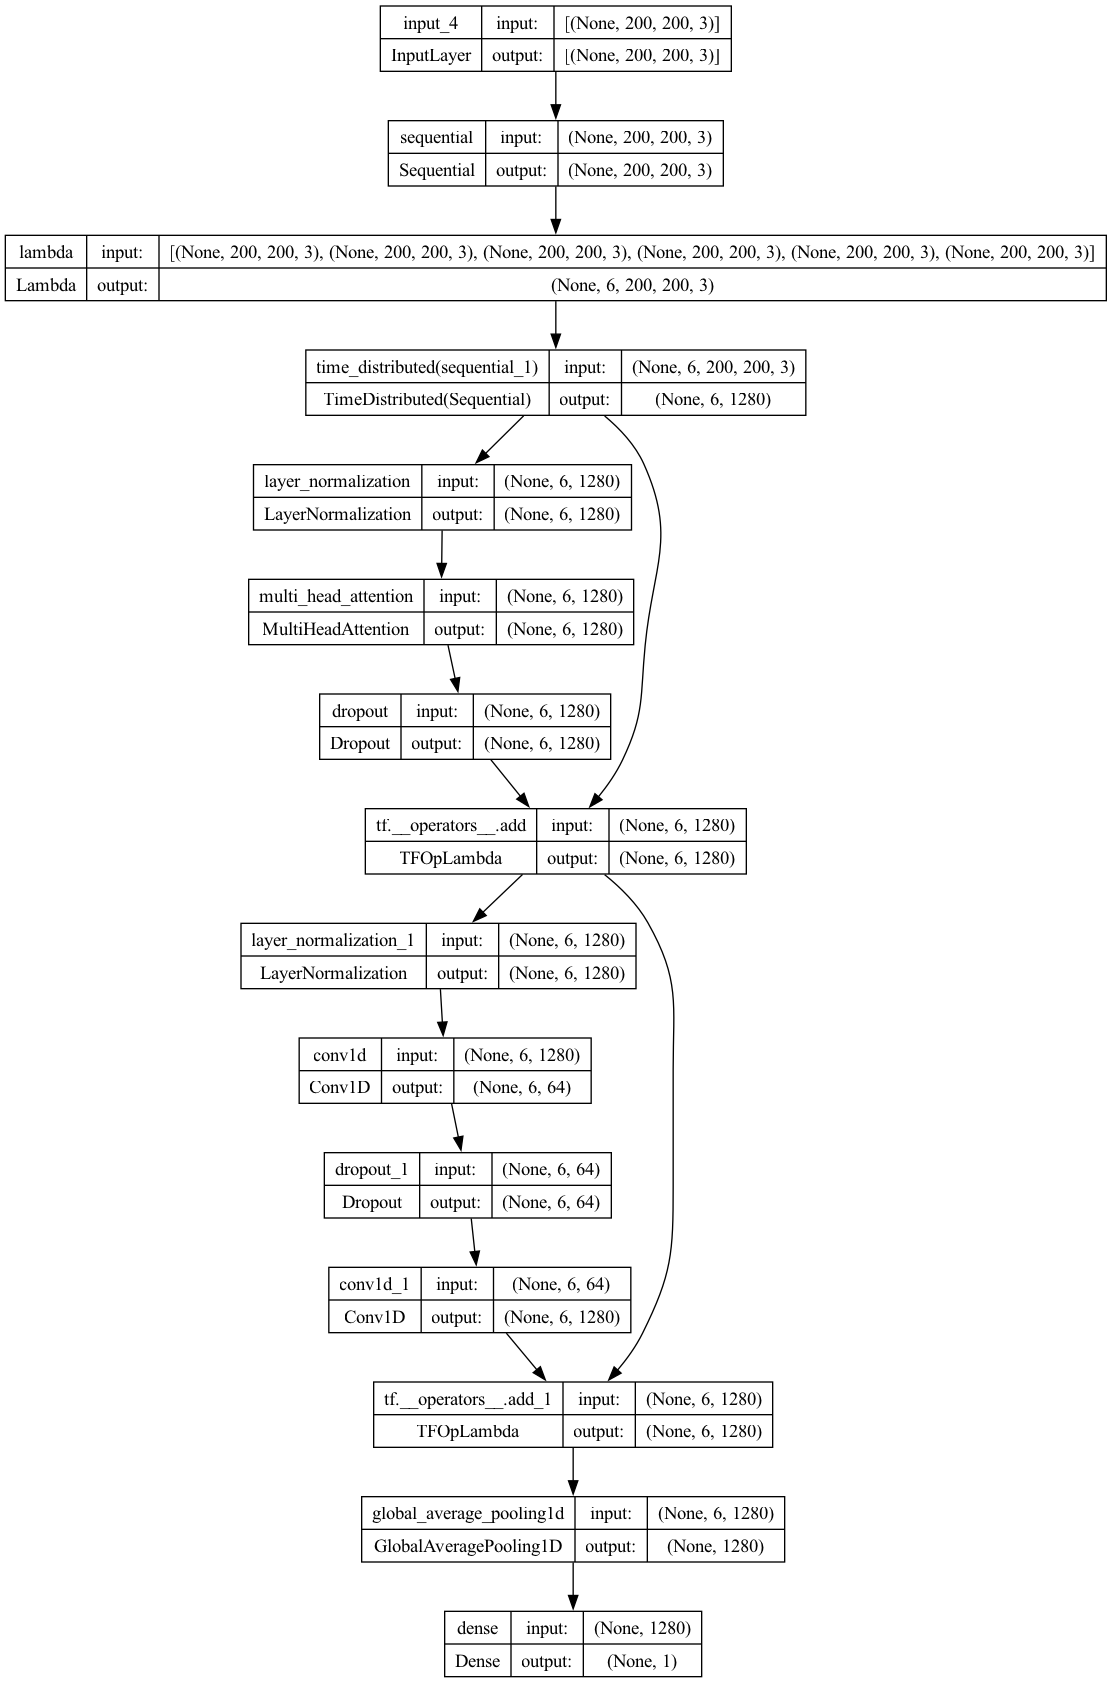 input_4 input: [(None, 200, 200, 3)]
InputLayer output: [(None, 200, 200, 3)]
sequential input: (None, 200, 200, 3)
Sequential output: (None, 200, 200, 3)
lambda input: [(None, 200, 200, 3), (None, 200, 200, 3), (None, 200, 200, 3), (None, 200, 200, 3), (None, 200, 200, 3), (None, 200, 200, 3)]
Lambda output: (None, 6, 200, 200, 3)
time_distributed(sequential_1) input: (None, 6, 200, 200, 3)
TimeDistributed(Sequential) output: (None, 6, 1280)
layer_normalization input: (None, 6, 1280)
LayerNormalization output: (None, 6, 1280)
multi_head_attention input: (None, 6, 1280)
MultiHeadAttention output: (None, 6, 1280)
dropout input: (None, 6, 1280)
Dropout output: (None, 6, 1280)
tf.__operators__.add input: (None, 6, 1280)
TFOpLambda output: (None, 6, 1280)
layer_normalization_1 input: (None, 6, 1280)
LayerNormalization output: (None, 6, 1280)
conv1d input: (None, 6, 1280)
Conv1D output: (None, 6, 64)
dropout_1 input: (None, 6, 64)
Dropout output: (None, 6, 64)
conv1d_1 input: (None, 6, 64)
Conv1D output: (None, 6, 1280)
tf.__operators__.add_1 input: (None, 6, 1280)
TFOpLambda output: (None, 6, 1280)
global_average_pooling1d input: (None, 6, 1280)
GlobalAveragePooling1D output: (None, 1280)
dense input: (None, 1280)
Dense output: (None, 1)